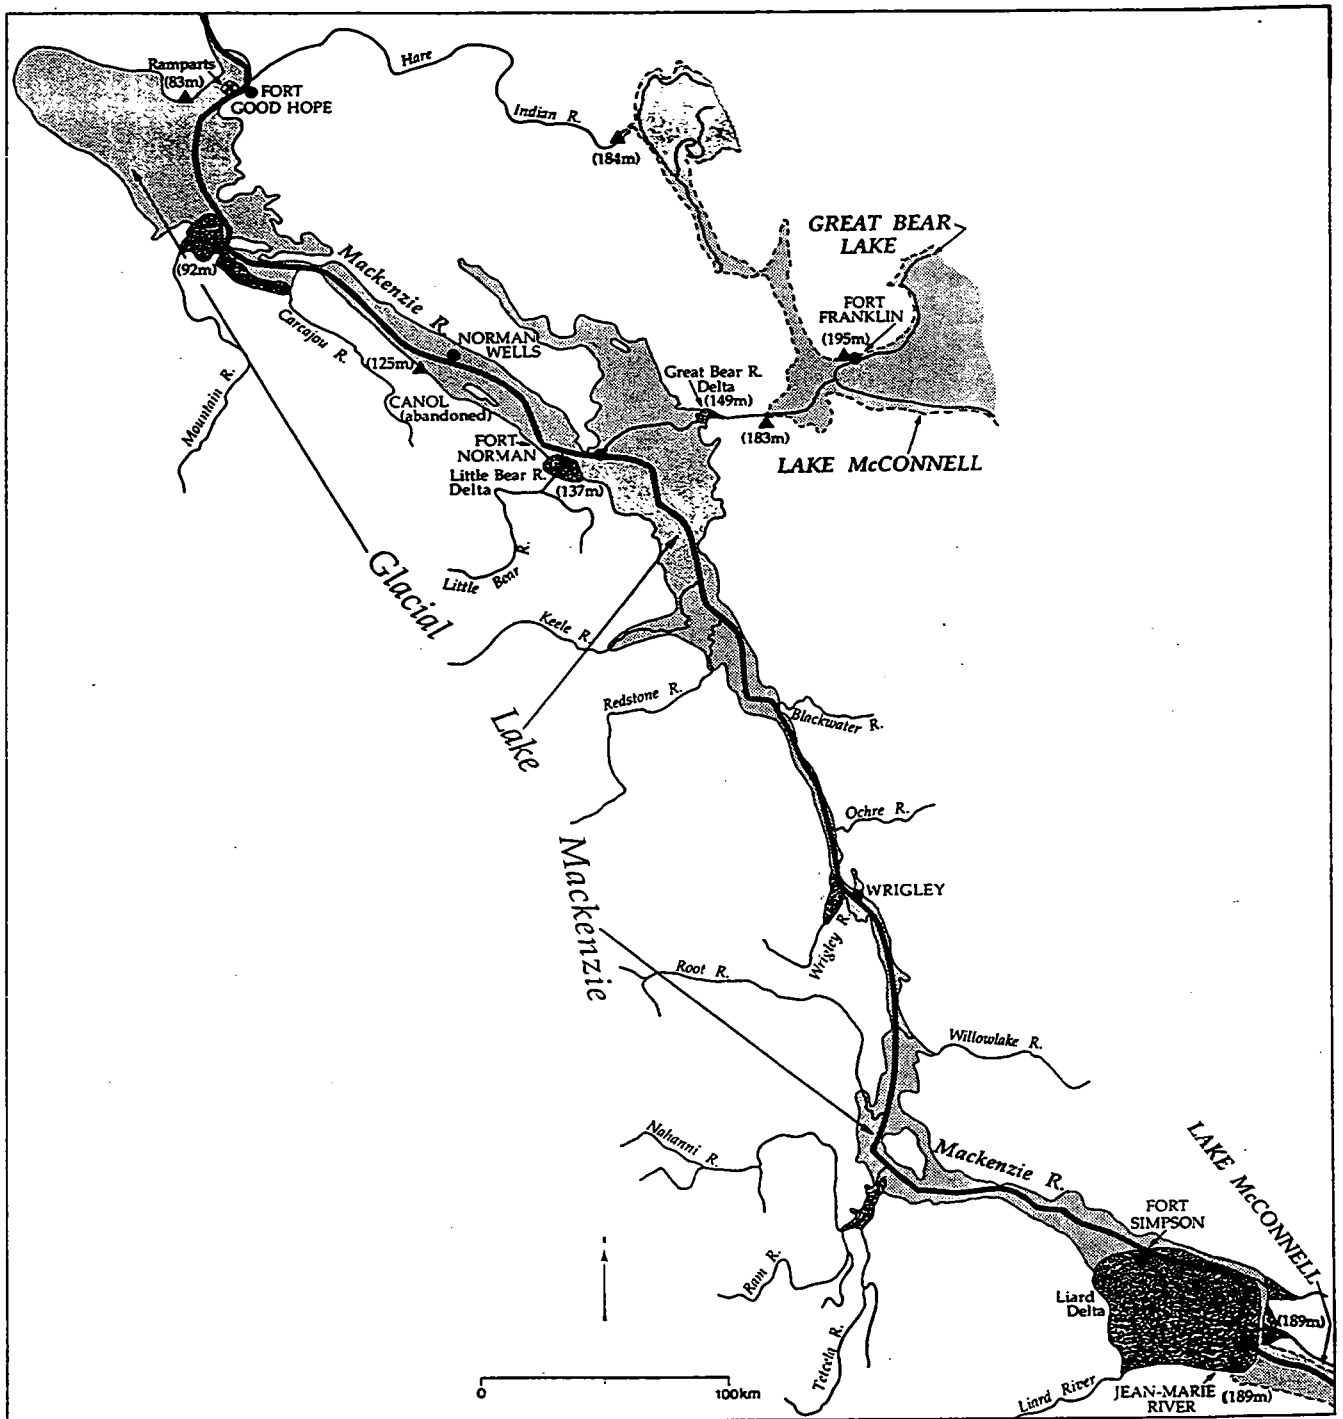 Ramparts
(83m)
FORT
GOOD HOPE
Hare
Indian R.
(184m)
GREAT BEAR
LAKE
FORT
FRANKLIN
(195m)
(92m)
Mackenzie R.
Carcajou R.
NORMAN
WELLS
(125m)
Great Bear R.
Delta
(149m)
Mountain R.
CANOL
(abandoned)
(183m)
FORT
NORMAN
LAKE McCONNELL
Little Bear R.
Delta
(137m)
Glacial
Little Bear R.
Keele R.
Redstone R.
Lake
Blackwater R.
Ochre R.
Mackenzie
WRIGLEY
Wrigley R.
Root R.
Willowlake R.
Nahanni R.
Mackenzie R.
LAKE McCONNELL
FORT
SIMPSON
Ram R.
Liard
Delta
(189m)
Tetcela R.
Liard River
JEAN-MARIE
RIVER
(189m)
0
100km